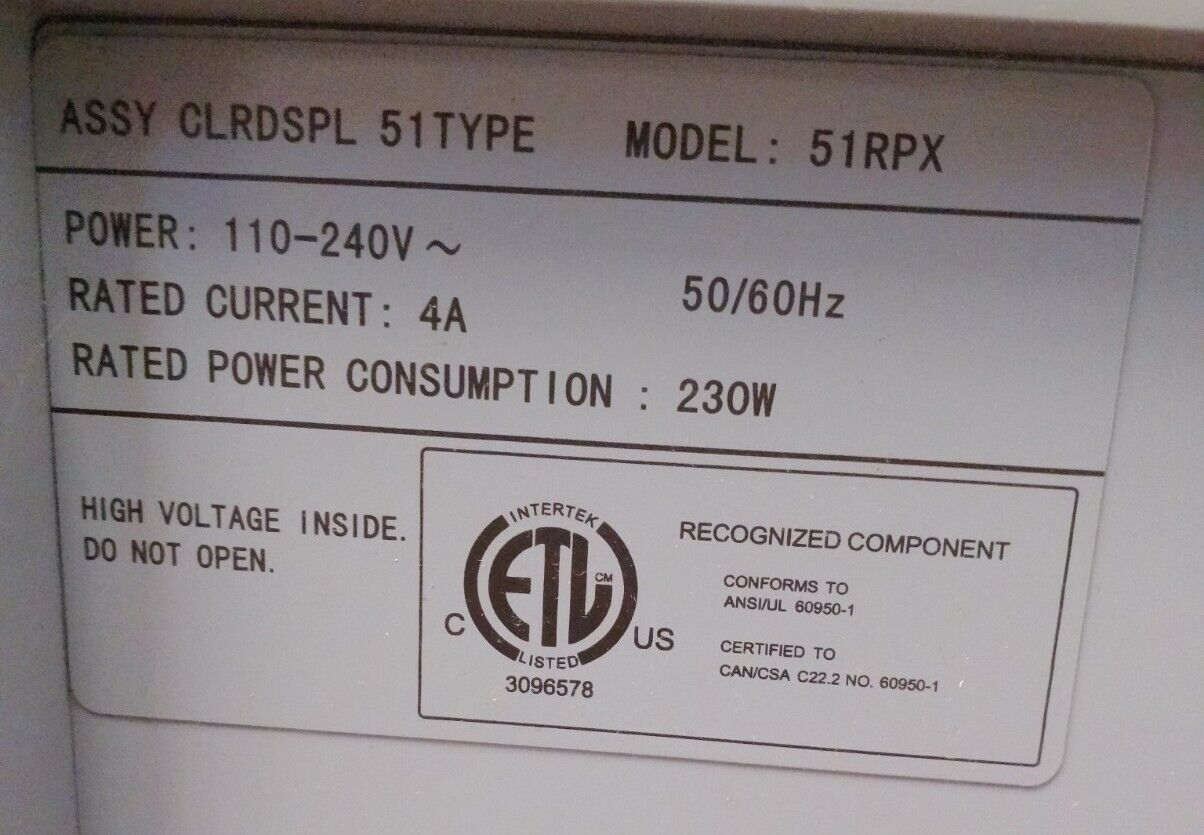 ASSY CLRDSPL 51TYPE MODEL: 51RPX
POWER: 110-240V~
RATED CURRENT: 4A 50/60Hz
RATED POWER CONSUMPTION : 230W
HIGH VOLTAGE INSIDE.
DO NOT OPEN.
INTERTEK
ETL CM
C US
LISTED
3096578
RECOGNIZED COMPONENT
CONFORMS TO
ANSI/UL 60950-1
CERTIFIED TO
CAN/CSA C22.2 NO. 60950-1